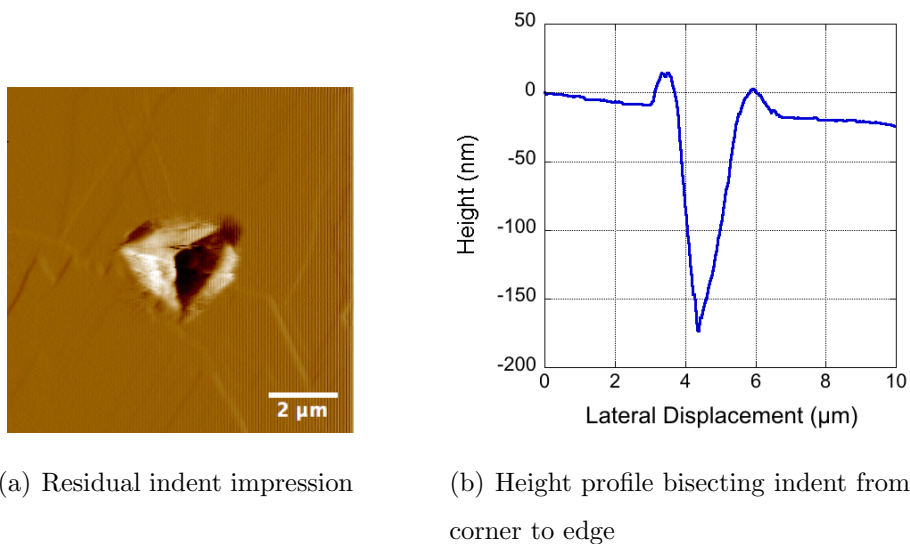 2 μm
50
0
-50
-100
-150
-200
0 2 4 6 8 10
Height (nm)
Lateral Displacement (μm)
a) Residual indent impression
(b) Height profile bisecting indent from
corner to edge